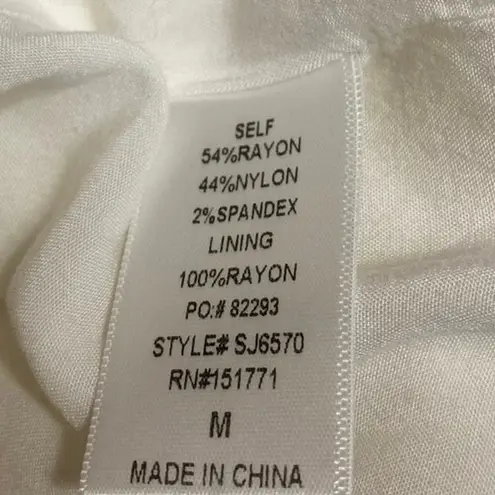 SELF
54%RAYON
44%NYLON
2%SPANDEX
LINING
100%RAYON
PO:# 82293
STYLE# SJ6570
RN#151771
M
MADE IN CHINA